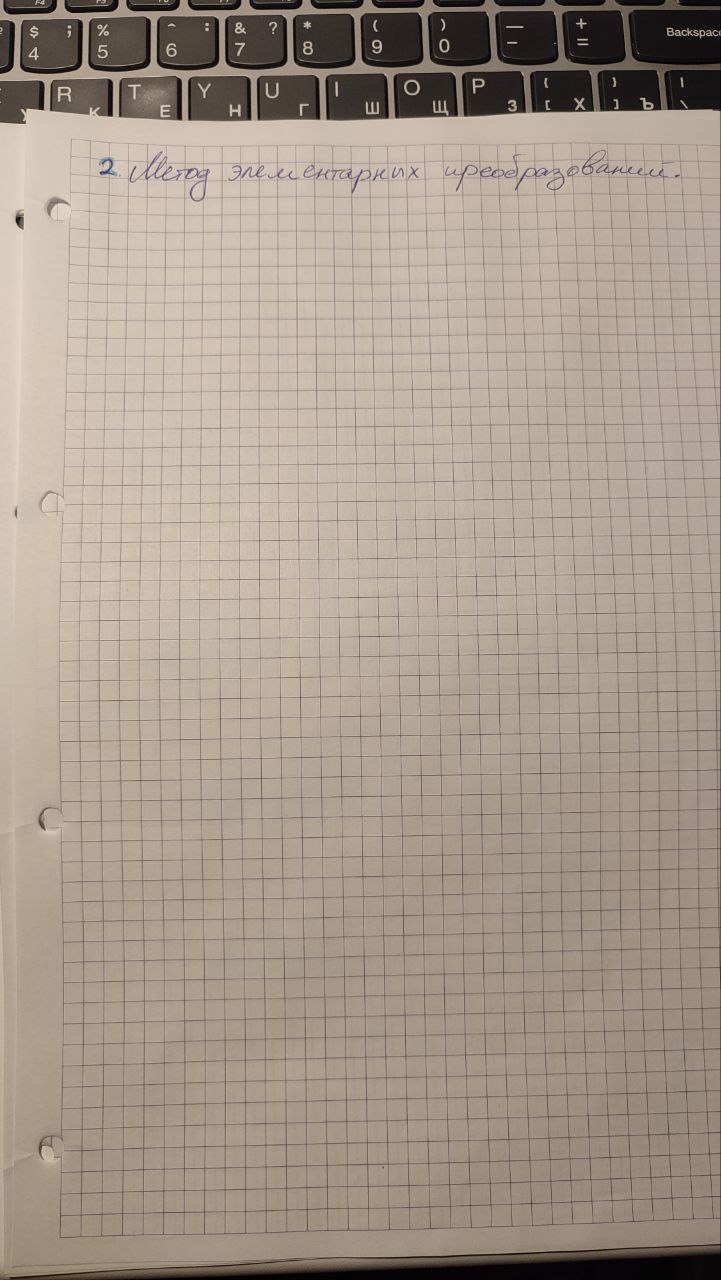 F4 F5 F6 F7
$ ; 4 % 5 ^ : 6 & ? 7 * 8 ( 9 ) 0 — - + = Backspace
R К T Е Y Н U Г I Ш O Щ P З { [ Х } ] Ъ | \
2. Метод элементарных преобразований.